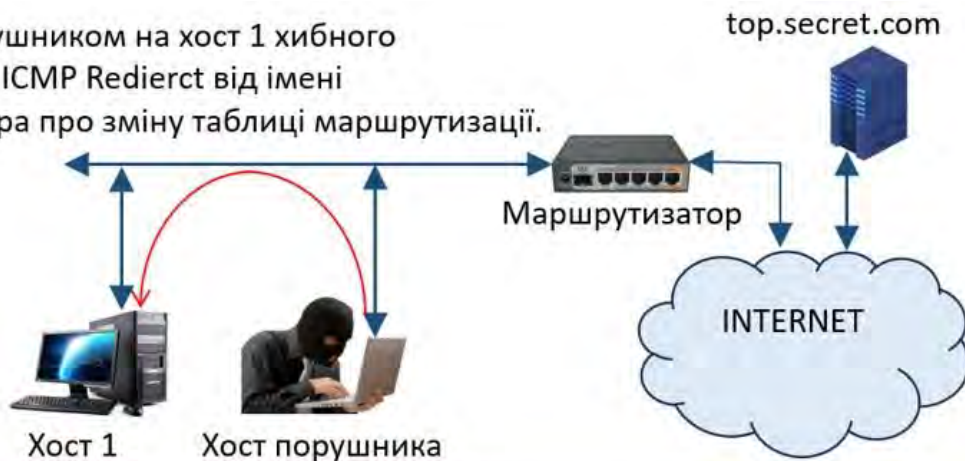 ушником на хост 1 хибного
ICMP Redierct від імені
ра про зміну таблиці маршрутизації.
top.secret.com
Маршрутизатор
INTERNET
Хост 1
Хост порушника